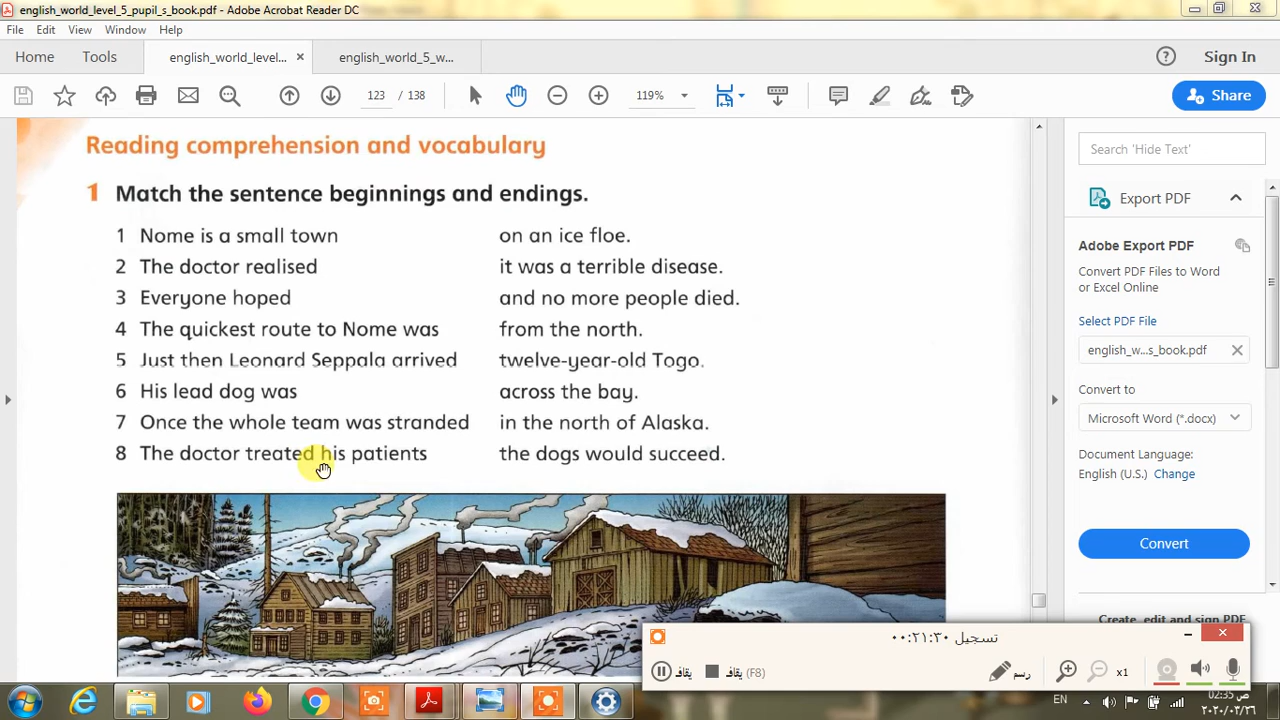 english_world_level_5_pupil_s_book.pdf - Adobe Acrobat Reader DC
File Edit View Window Help
Home Tools english_world_level... × english_world_5_w... Sign In
123 / 138 119% Share
Reading comprehension and vocabulary
1 Match the sentence beginnings and endings.
1 Nome is a small town on an ice floe.
2 The doctor realised it was a terrible disease.
3 Everyone hoped and no more people died.
4 The quickest route to Nome was from the north.
5 Just then Leonard Seppala arrived twelve-year-old Togo.
6 His lead dog was across the bay.
7 Once the whole team was stranded in the north of Alaska.
8 The doctor treated his patients the dogs would succeed.
Search 'Hide Text'
Export PDF
Adobe Export PDF
Convert PDF Files to Word
or Excel Online
Select PDF File
english_w...s_book.pdf
Convert to
Microsoft Word (*.docx)
Document Language:
English (U.S.) Change
Convert
Create, edit and sign PDF
تسجيل ٠٠:٢١:٣٠
يقاف يقاف (F8) رسم x1
EN ٠٢:٣٥ ص
٢٠٢٠/٠٣/٢٦